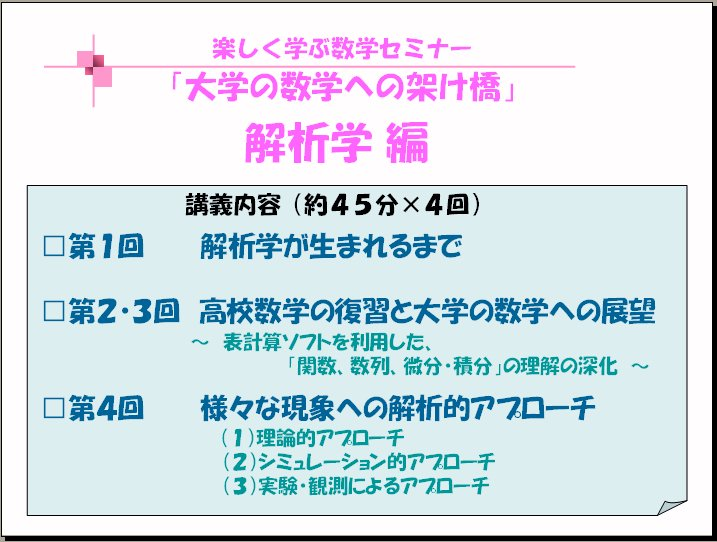 楽しく学ぶ数学セミナー
「大学の数学への架け橋」
解析学 編
講義内容（約４５分×４回）
□第１回 解析学が生まれるまで
□第２・３回 高校数学の復習と大学の数学への展望
～ 表計算ソフトを利用した、
「関数、数列、微分・積分」の理解の深化 ～
□第４回 様々な現象への解析的アプローチ
（１）理論的アプローチ
（２）シミュレーション的アプローチ
（３）実験・観測によるアプローチ